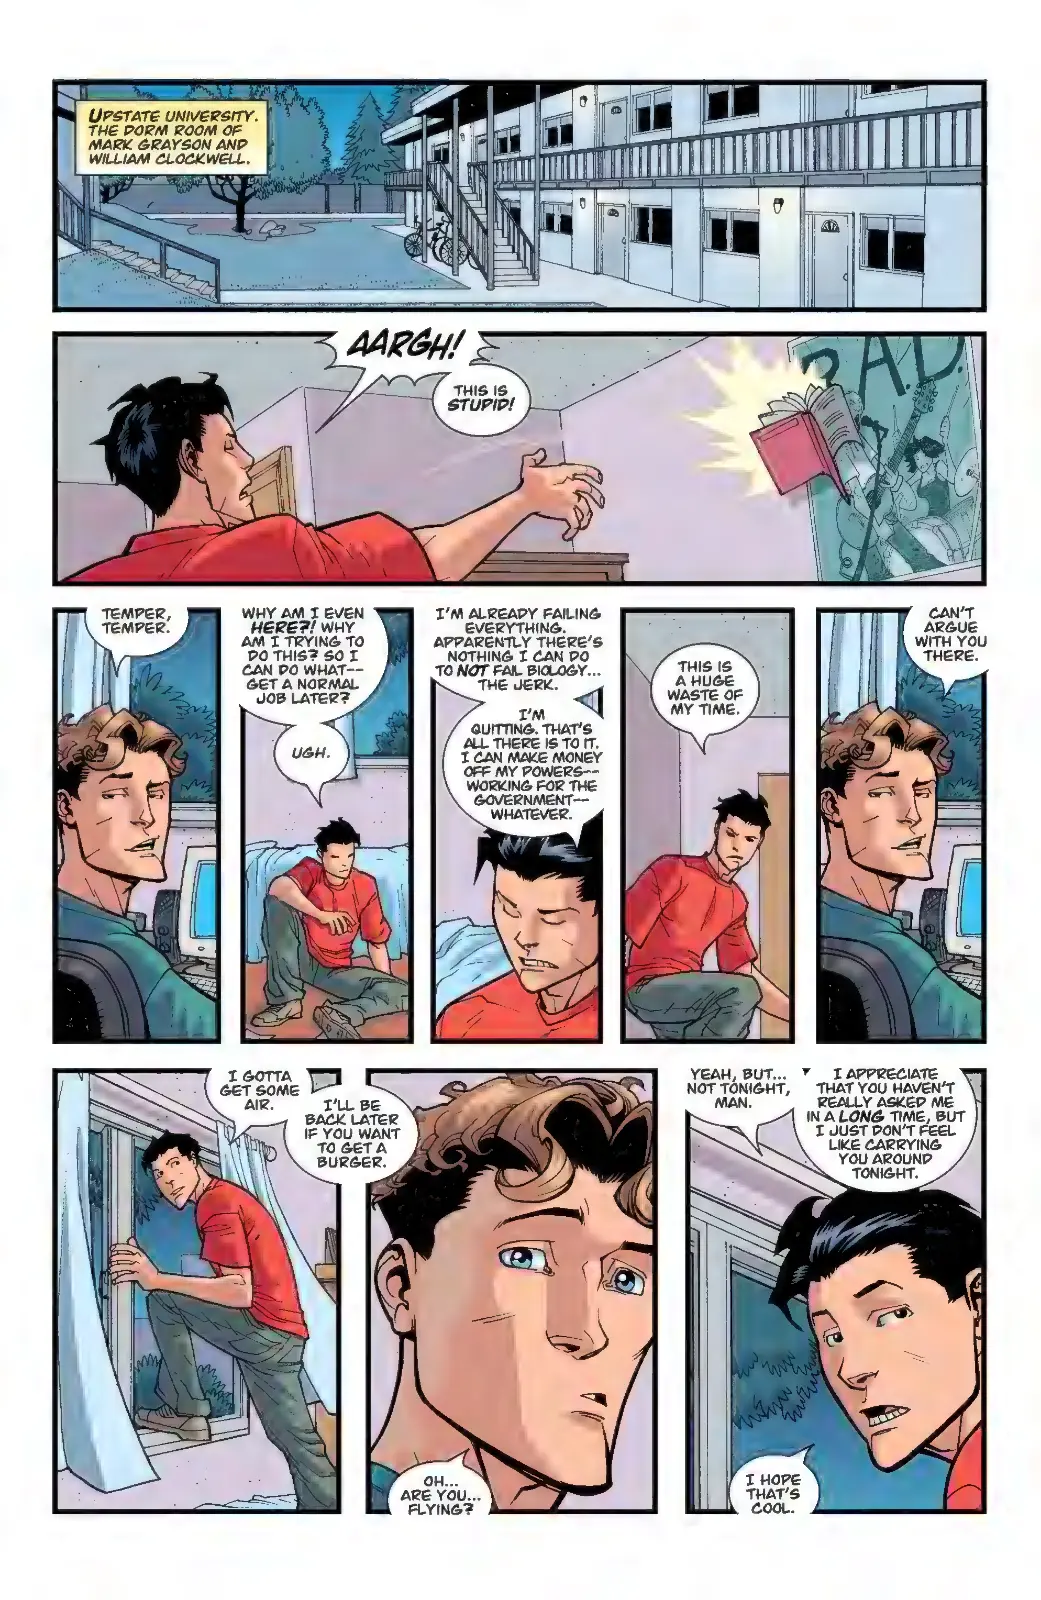 UPSTATE UNIVERSITY.
THE DORM ROOM OF
MARK GRAYSON AND
WILLIAM CLOCKWELL.
AARGH!
THIS IS
STUPID!
B.A.D.
TEMPER,
TEMPER.
WHY AM I EVEN
HERE?! WHY
AM I TRYING TO
DO THIS? SO I
CAN DO WHAT--
GET A NORMAL
JOB LATER?
UGH.
I'M ALREADY FAILING
EVERYTHING.
APPARENTLY THERE'S
NOTHING I CAN DO
TO NOT FAIL BIOLOGY...
THE JERK.
I'M
QUITTING. THAT'S
ALL THERE IS TO IT.
I CAN MAKE MONEY
OFF MY POWERS--
WORKING FOR THE
GOVERNMENT--
WHATEVER.
THIS IS
A HUGE
WASTE OF
MY TIME.
CAN'T
ARGUE
WITH YOU
THERE.
I GOTTA
GET SOME
AIR.
I'LL BE
BACK LATER
IF YOU WANT
TO GET A
BURGER.
OH...
ARE YOU...
FLYING?
YEAH, BUT...
NOT TONIGHT,
MAN.
I APPRECIATE
THAT YOU HAVEN'T
REALLY ASKED ME
IN A LONG TIME, BUT
I JUST DON'T FEEL
LIKE CARRYING
YOU AROUND
TONIGHT.
I HOPE
THAT'S
COOL.